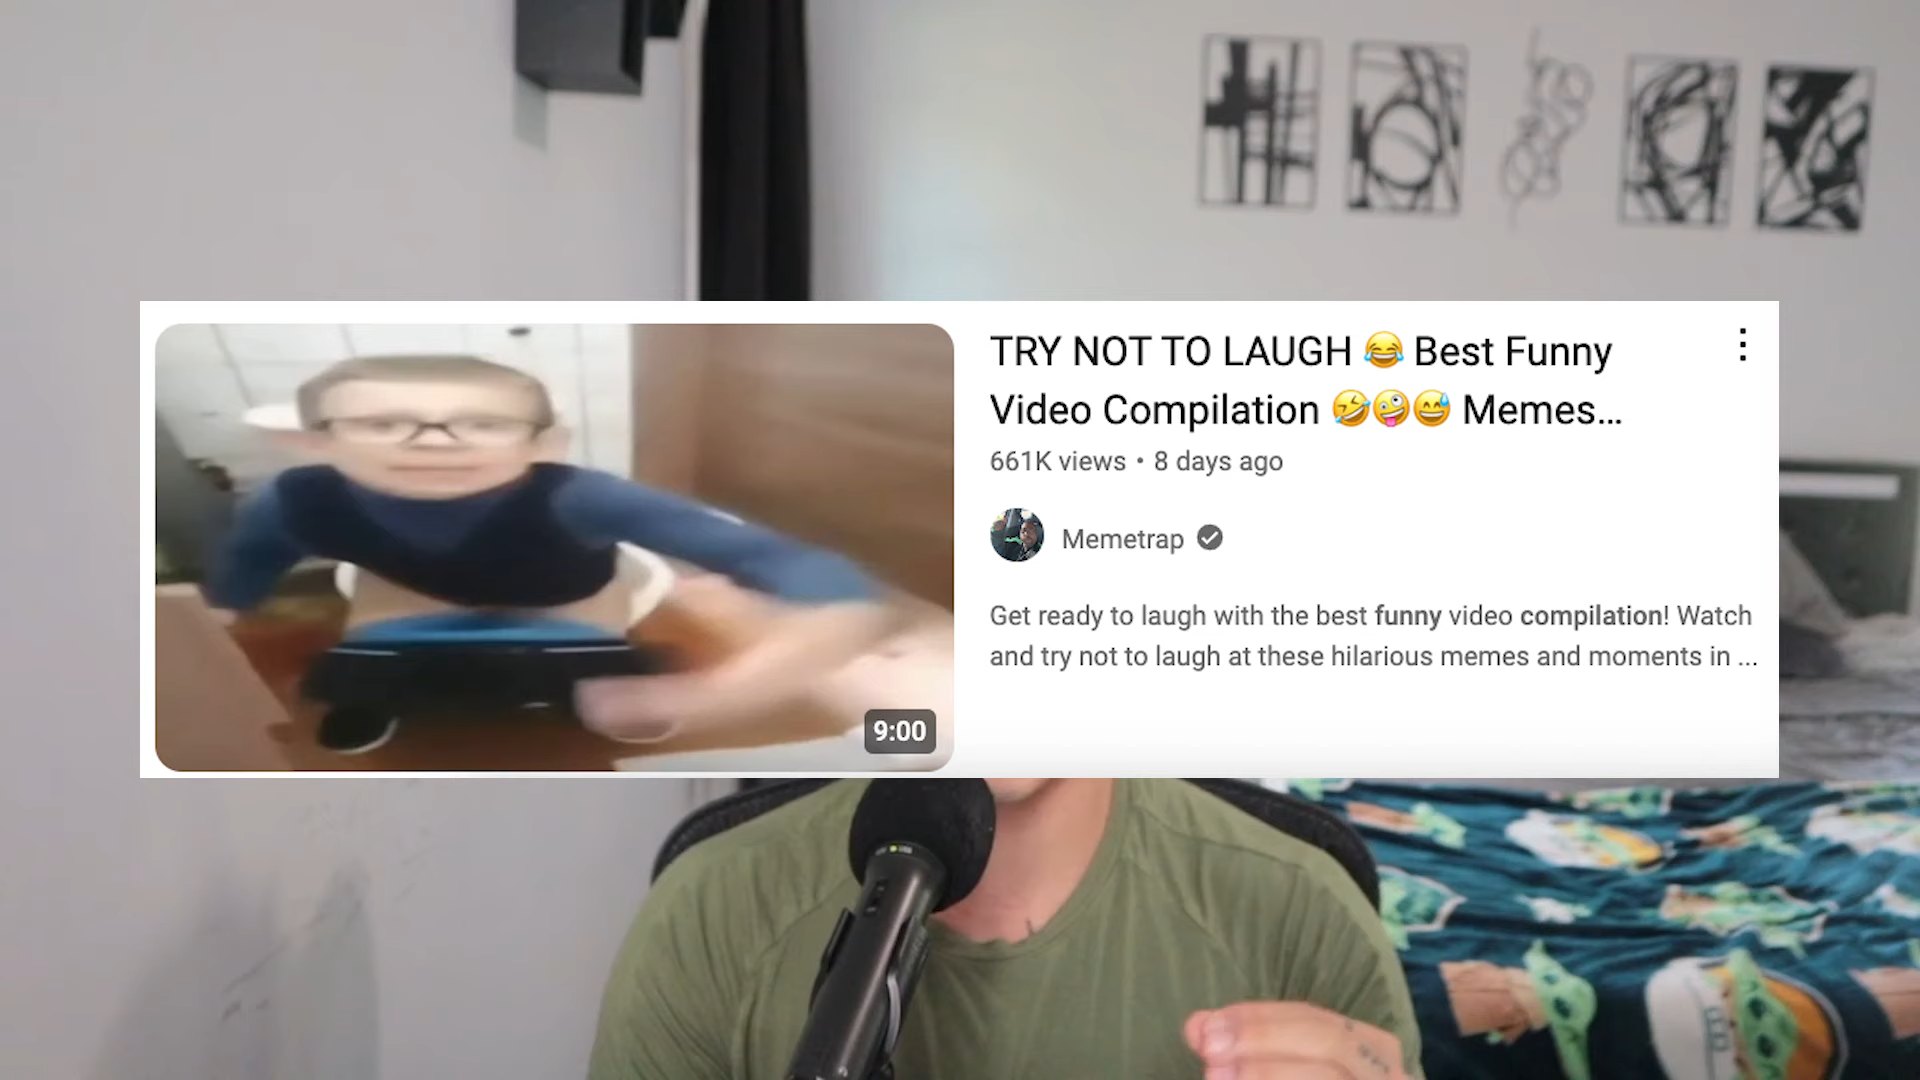 TRY NOT TO LAUGH 😂 Best Funny
Video Compilation 🤣🤪😅 Memes...
661K views • 8 days ago
Memetrap
Get ready to laugh with the best funny video compilation! Watch
and try not to laugh at these hilarious memes and moments in ...
9:00